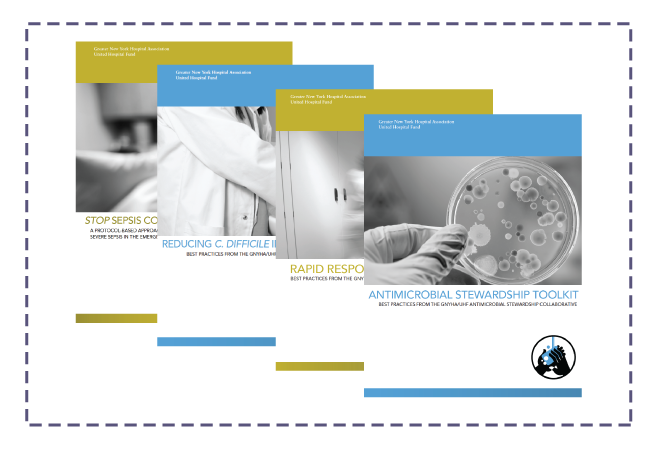 Greater New York Hospital Association
United Hospital Fund
STOP SEPSIS CO
A PROTOCOL-BASED APPROA
SEVERE SEPSIS IN THE EMERG
Greater New York Hospital Association
United Hospital Fund
REDUCING C. DIFFICILE I
BEST PRACTICES FROM THE GNYHA/UHF
Greater New York Hospital Association
United Hospital Fund
RAPID RESPO
BEST PRACTICES FROM THE GNY
Greater New York Hospital Association
United Hospital Fund
ANTIMICROBIAL STEWARDSHIP TOOLKIT
BEST PRACTICES FROM THE GNYHA/UHF ANTIMICROBIAL STEWARDSHIP COLLABORATIVE